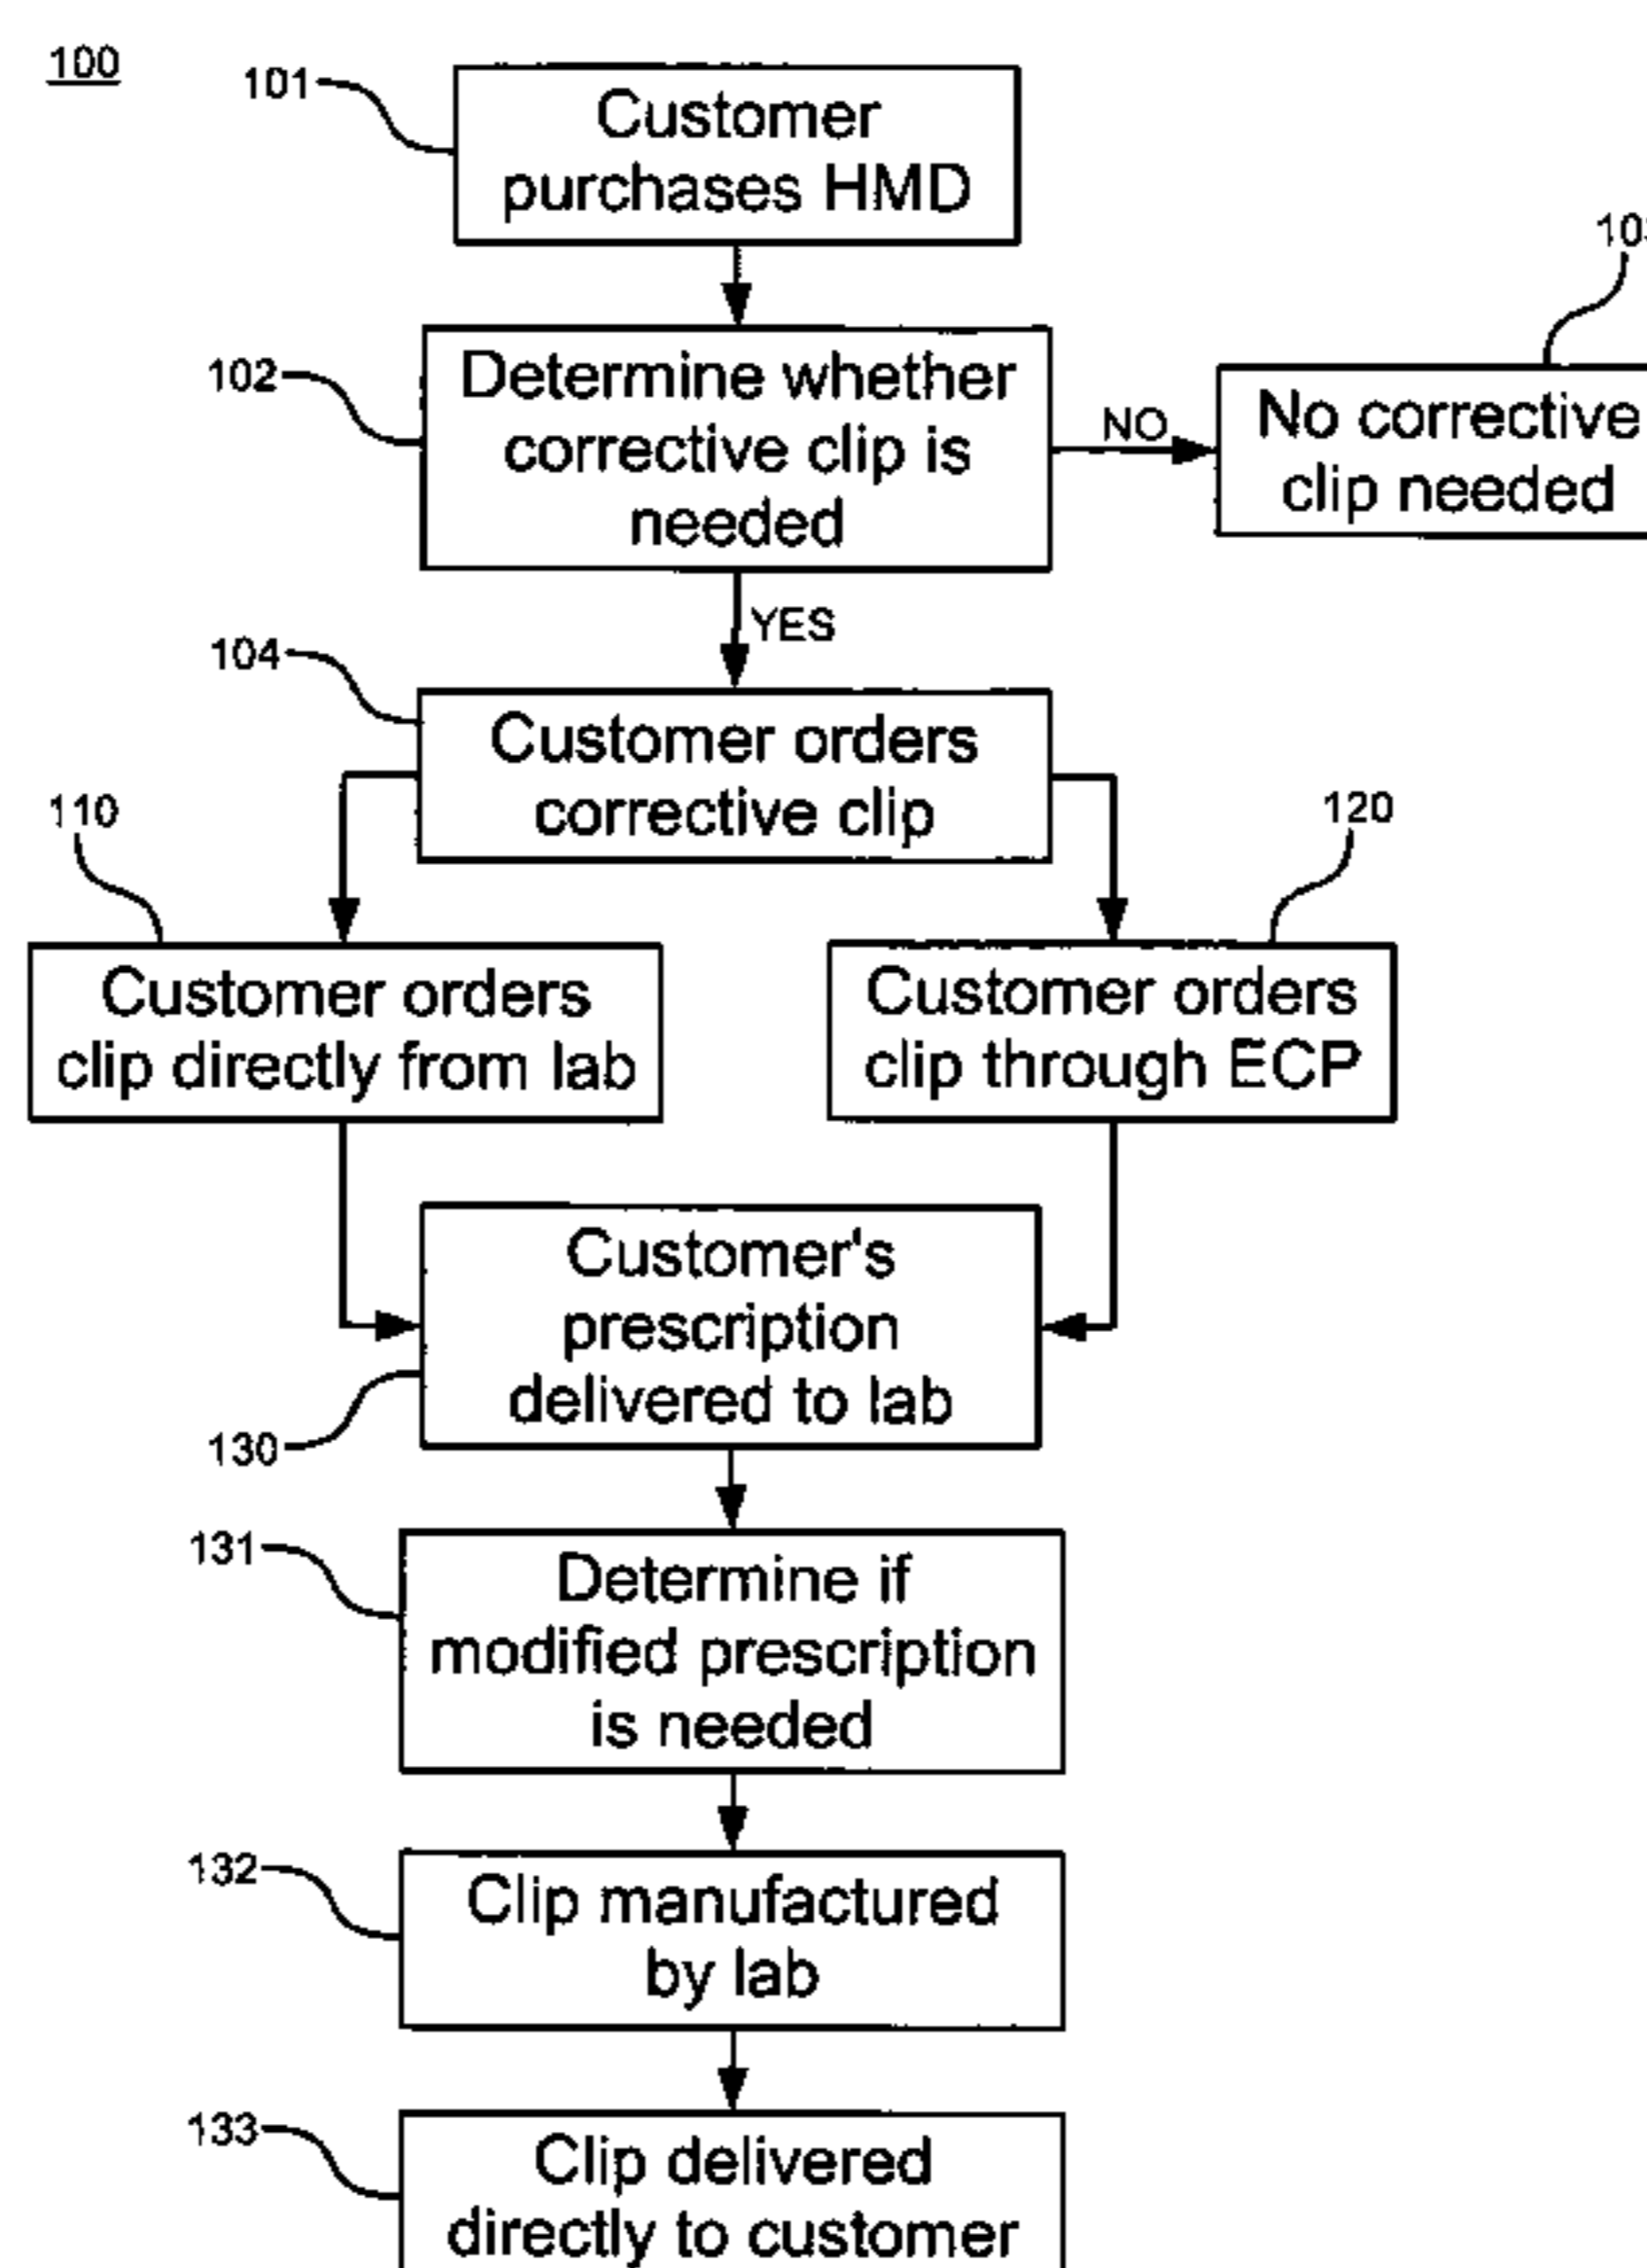 100
101
Customer
purchases HMD
102
Determine whether
corrective clip is
needed
NO
No corrective
clip needed
YES
104
Customer orders
corrective clip
110
Customer orders
clip directly from lab
120
Customer orders
clip through ECP
Customer's
prescription
delivered to lab
130
131
Determine if
modified prescription
is needed
132
Clip manufactured
by lab
133
Clip delivered
directly to customer